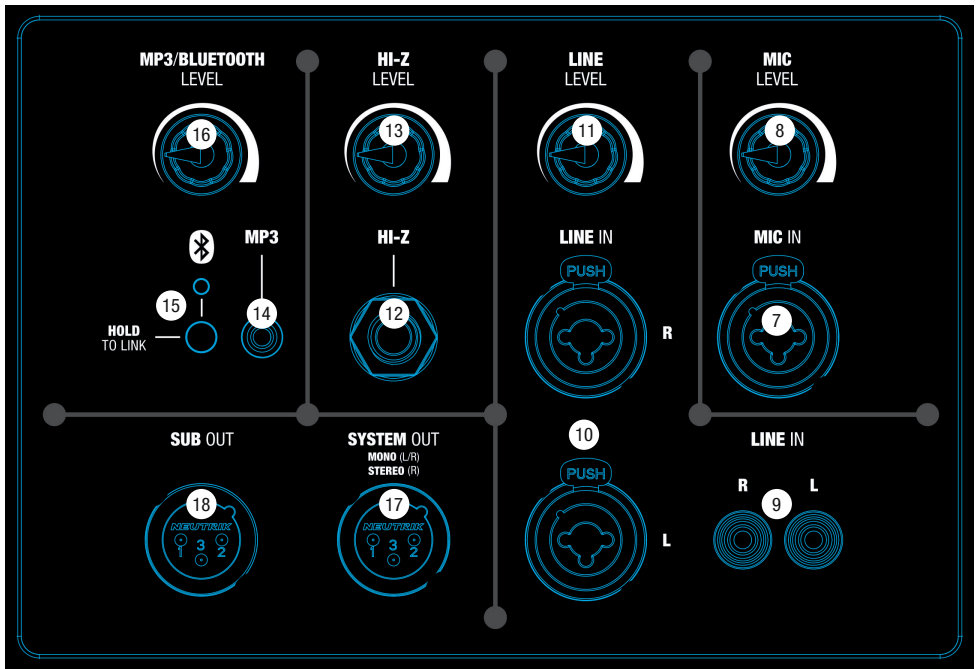 MP3/BLUETOOTH
LEVEL
16
HI-Z
LEVEL
13
LINE
LEVEL
11
MIC
LEVEL
8
MP3
15
14
HOLD
TO LINK
HI-Z
12
LINE IN
PUSH
R
MIC IN
PUSH
7
SUB OUT
18
NEUTRIK
1 3 2
SYSTEM OUT
MONO (L/R)
STEREO (R)
17
NEUTRIK
1 3 2
10
PUSH
L
LINE IN
R L
9